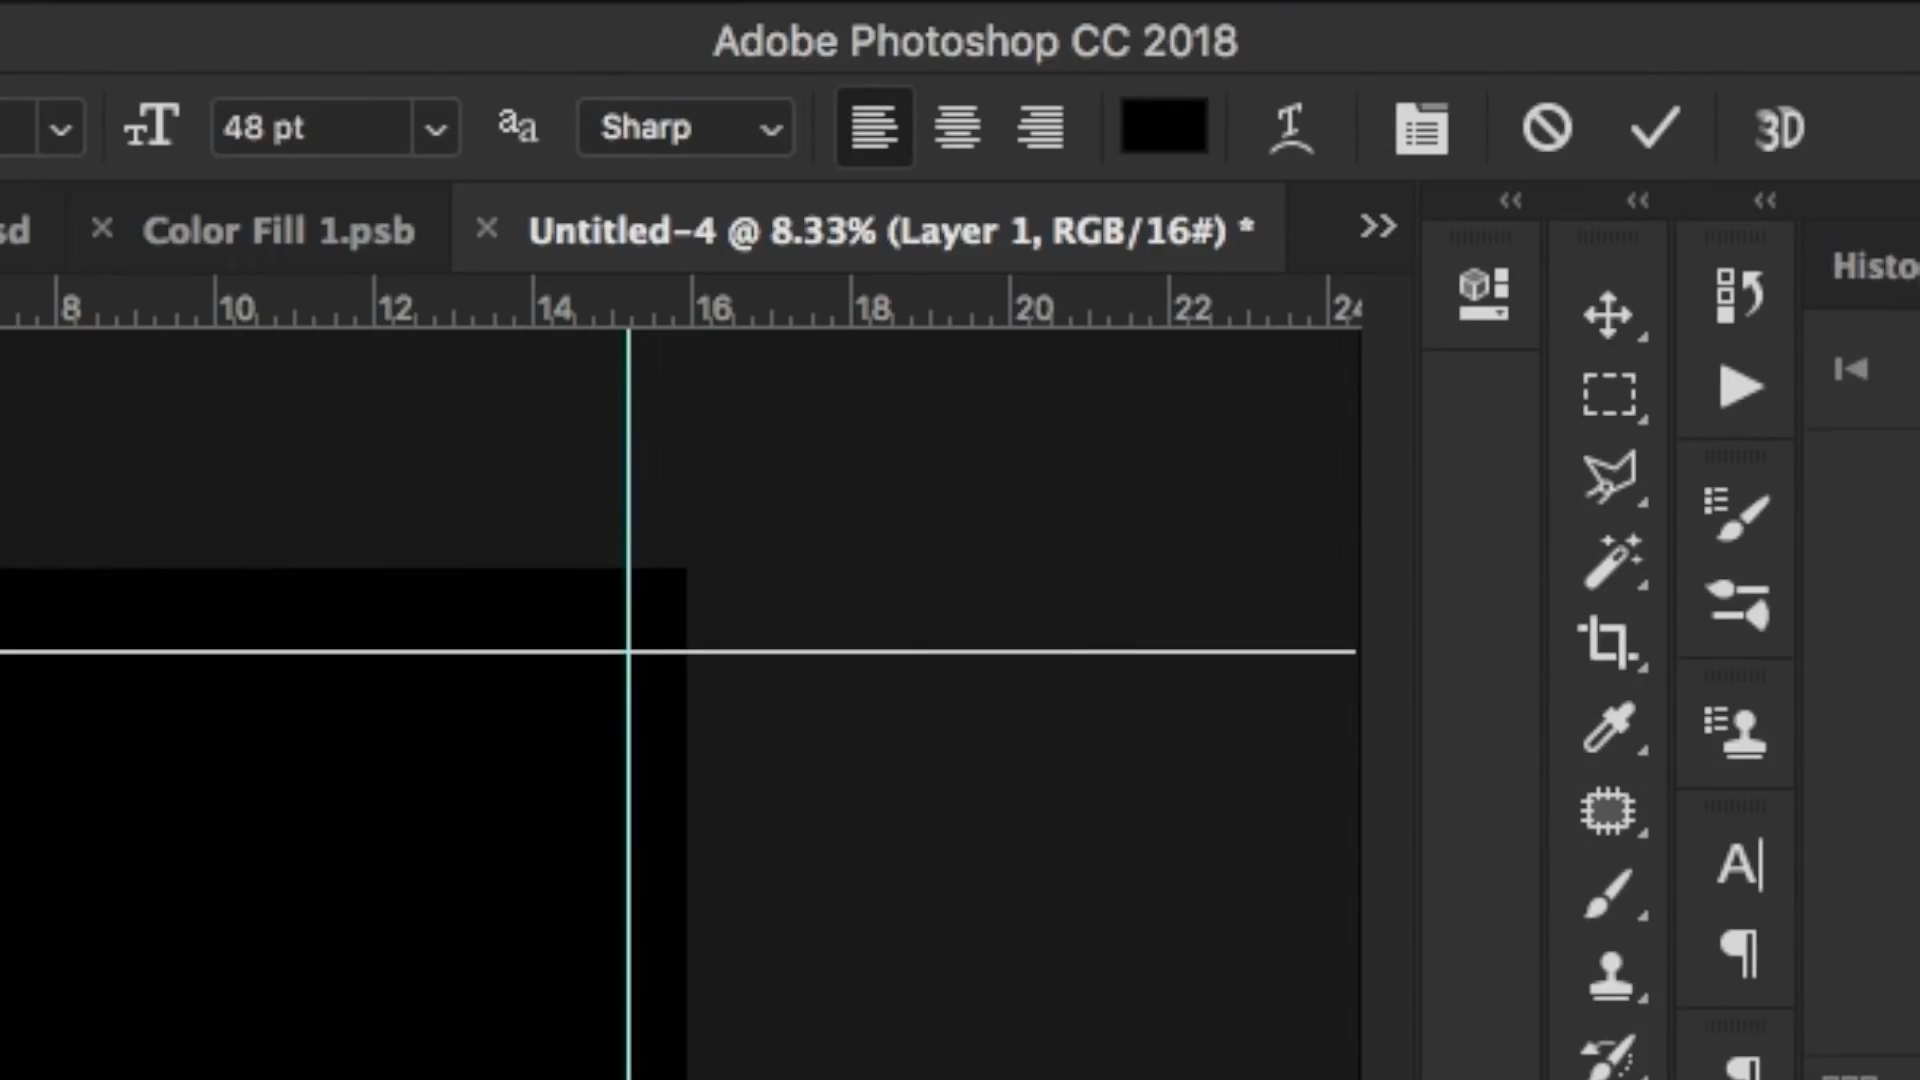 Adobe Photoshop CC 2018
48 pt
Sharp
3D
sd
Color Fill 1.psb
Untitled-4 @ 8.33% (Layer 1, RGB/16#) *
Histo
8 10 12 14 16 18 20 22 24